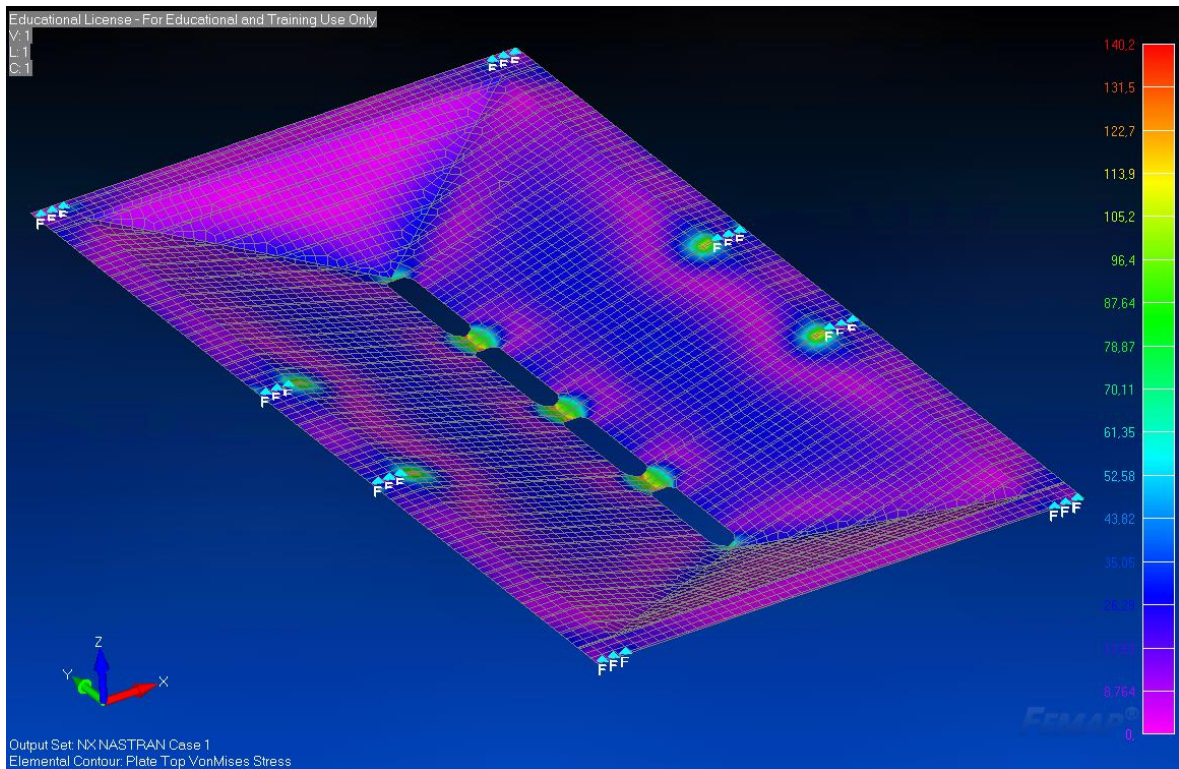 Educational License - For Educational and Training Use Only
V: 1
L: 1
C: 1
140,2
131,5
122,7
113,9
105,2
96,4
87,64
78,87
70,11
61,35
52,58
43,82
35,05
26,29
8,764
0,
F F F
F F F
F F F
F F F
F F F
F F F
F F F
F F F
Z
Y
X
FEMAP®
Output Set: NX NASTRAN Case 1
Elemental Contour: Plate Top VonMises Stress